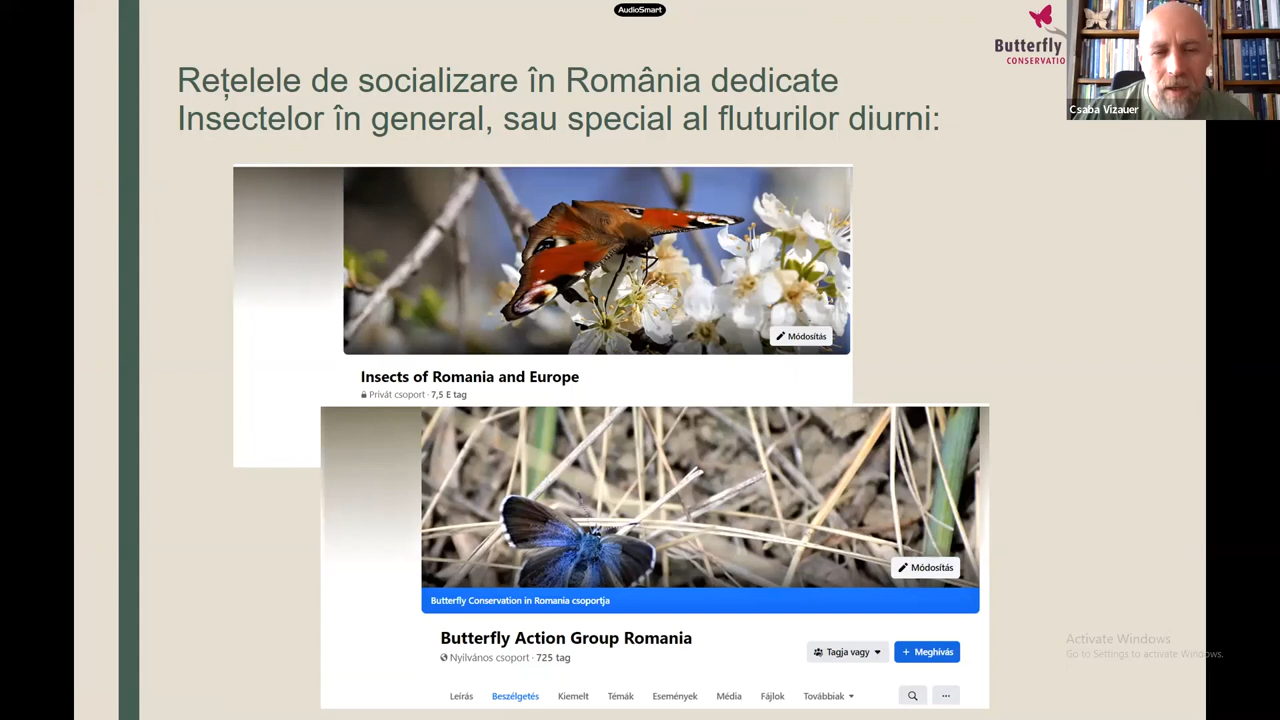 AudioSmart
Butterfly
CONSERVATIO
Csaba Vizauer
Rețelele de socializare în România dedicate
Insectelor în general, sau special al fluturilor diurni:
Módosítás
Insects of Romania and Europe
Privát csoport · 7,5 E tag
Módosítás
Butterfly Conservation in Romania csoportja
Butterfly Action Group Romania
Nyilvános csoport · 725 tag
Tagja vagy
+ Meghívás
Leírás Beszélgetés Kiemelt Témák Események Média Fájlok Továbbiak
Activate Windows
Go to Settings to activate Windows.